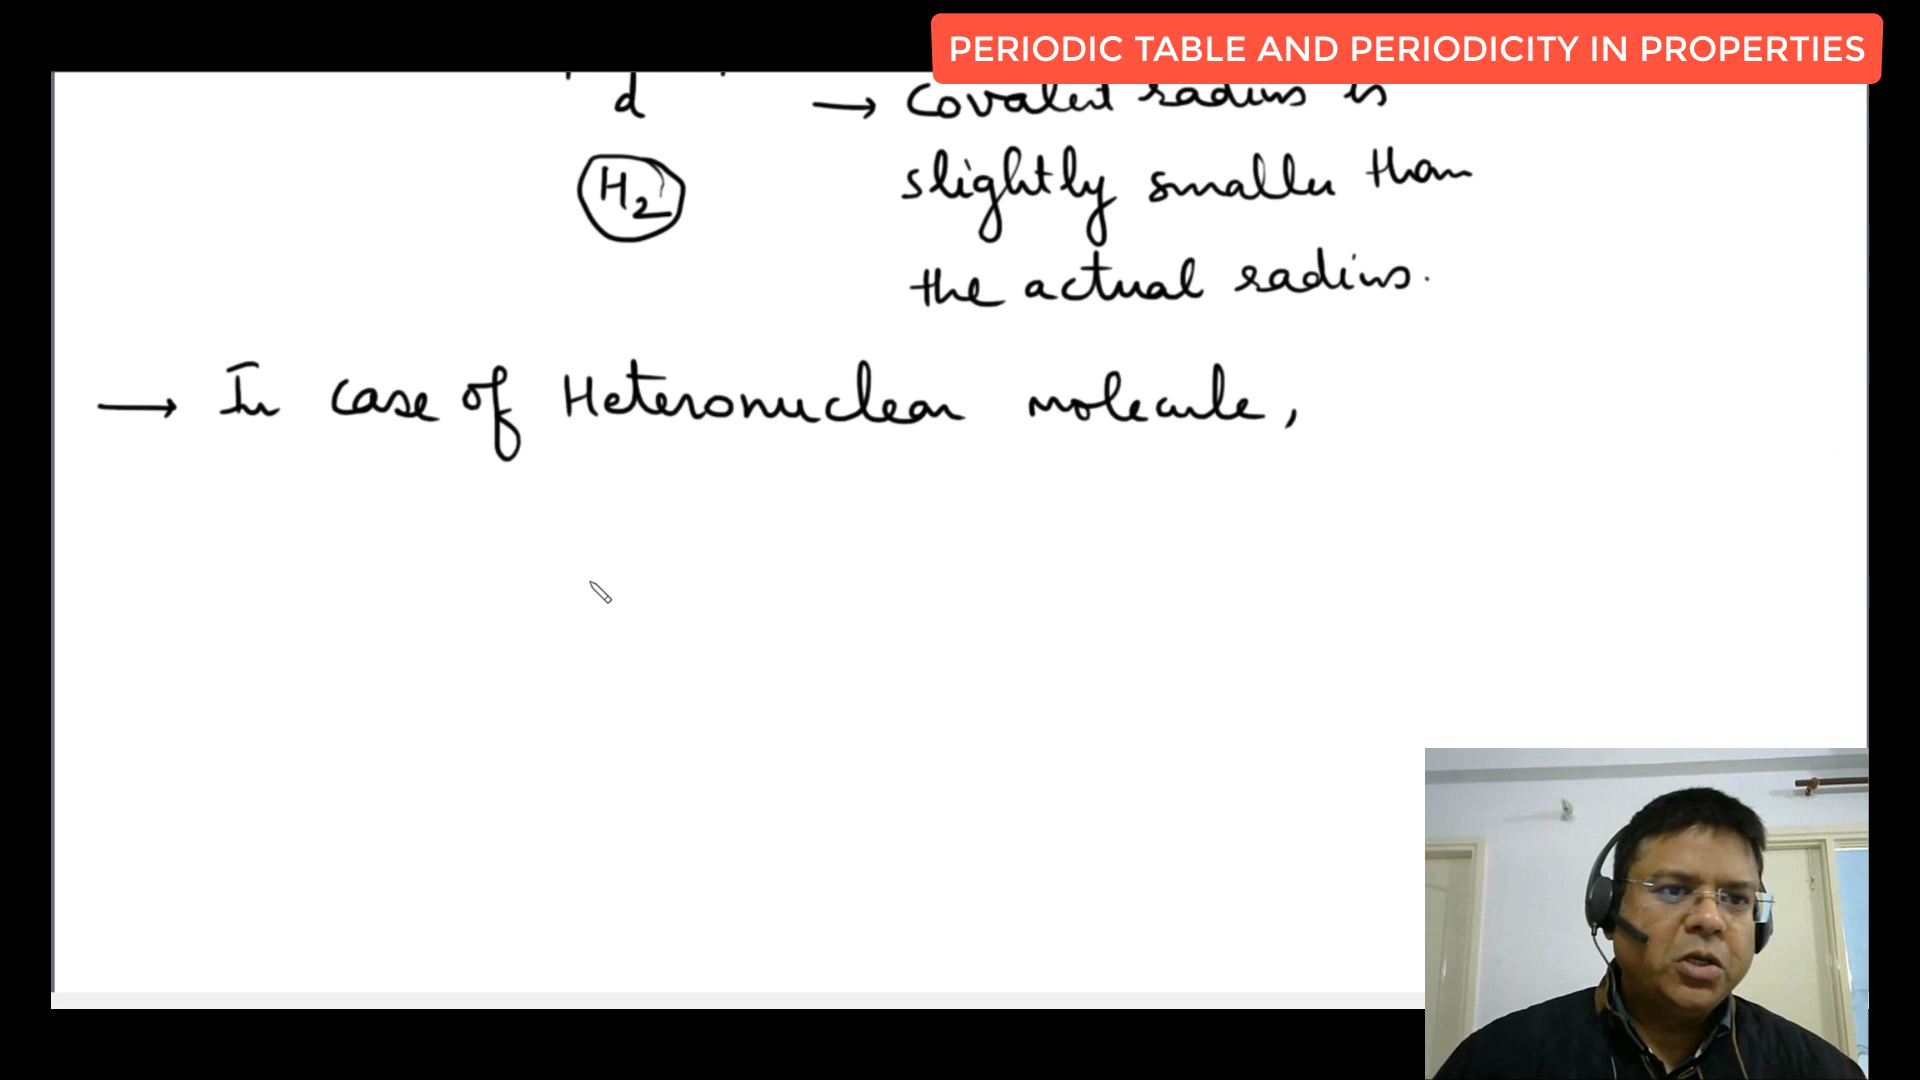 PERIODIC TABLE AND PERIODICITY IN PROPERTIES
d → Covalent radius is
H2 slightly smaller than
the actual radius.
→ In case of Heteronuclear molecule,